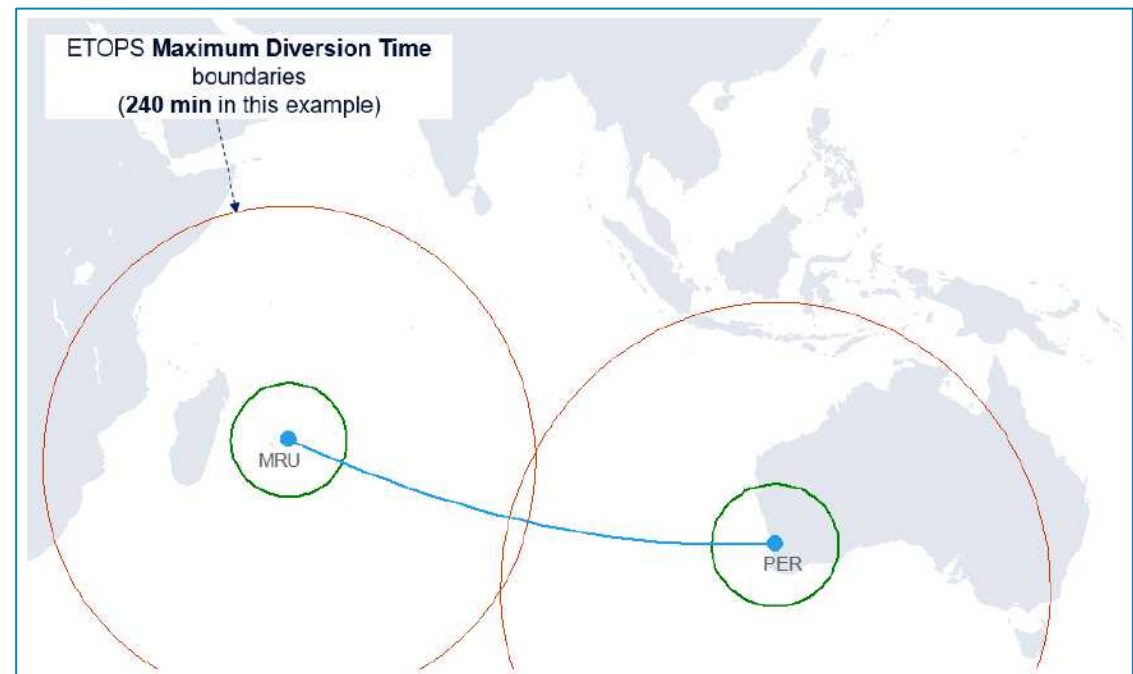 ETOPS Maximum Diversion Time
boundaries
(240 min in this example)
MRU
PER